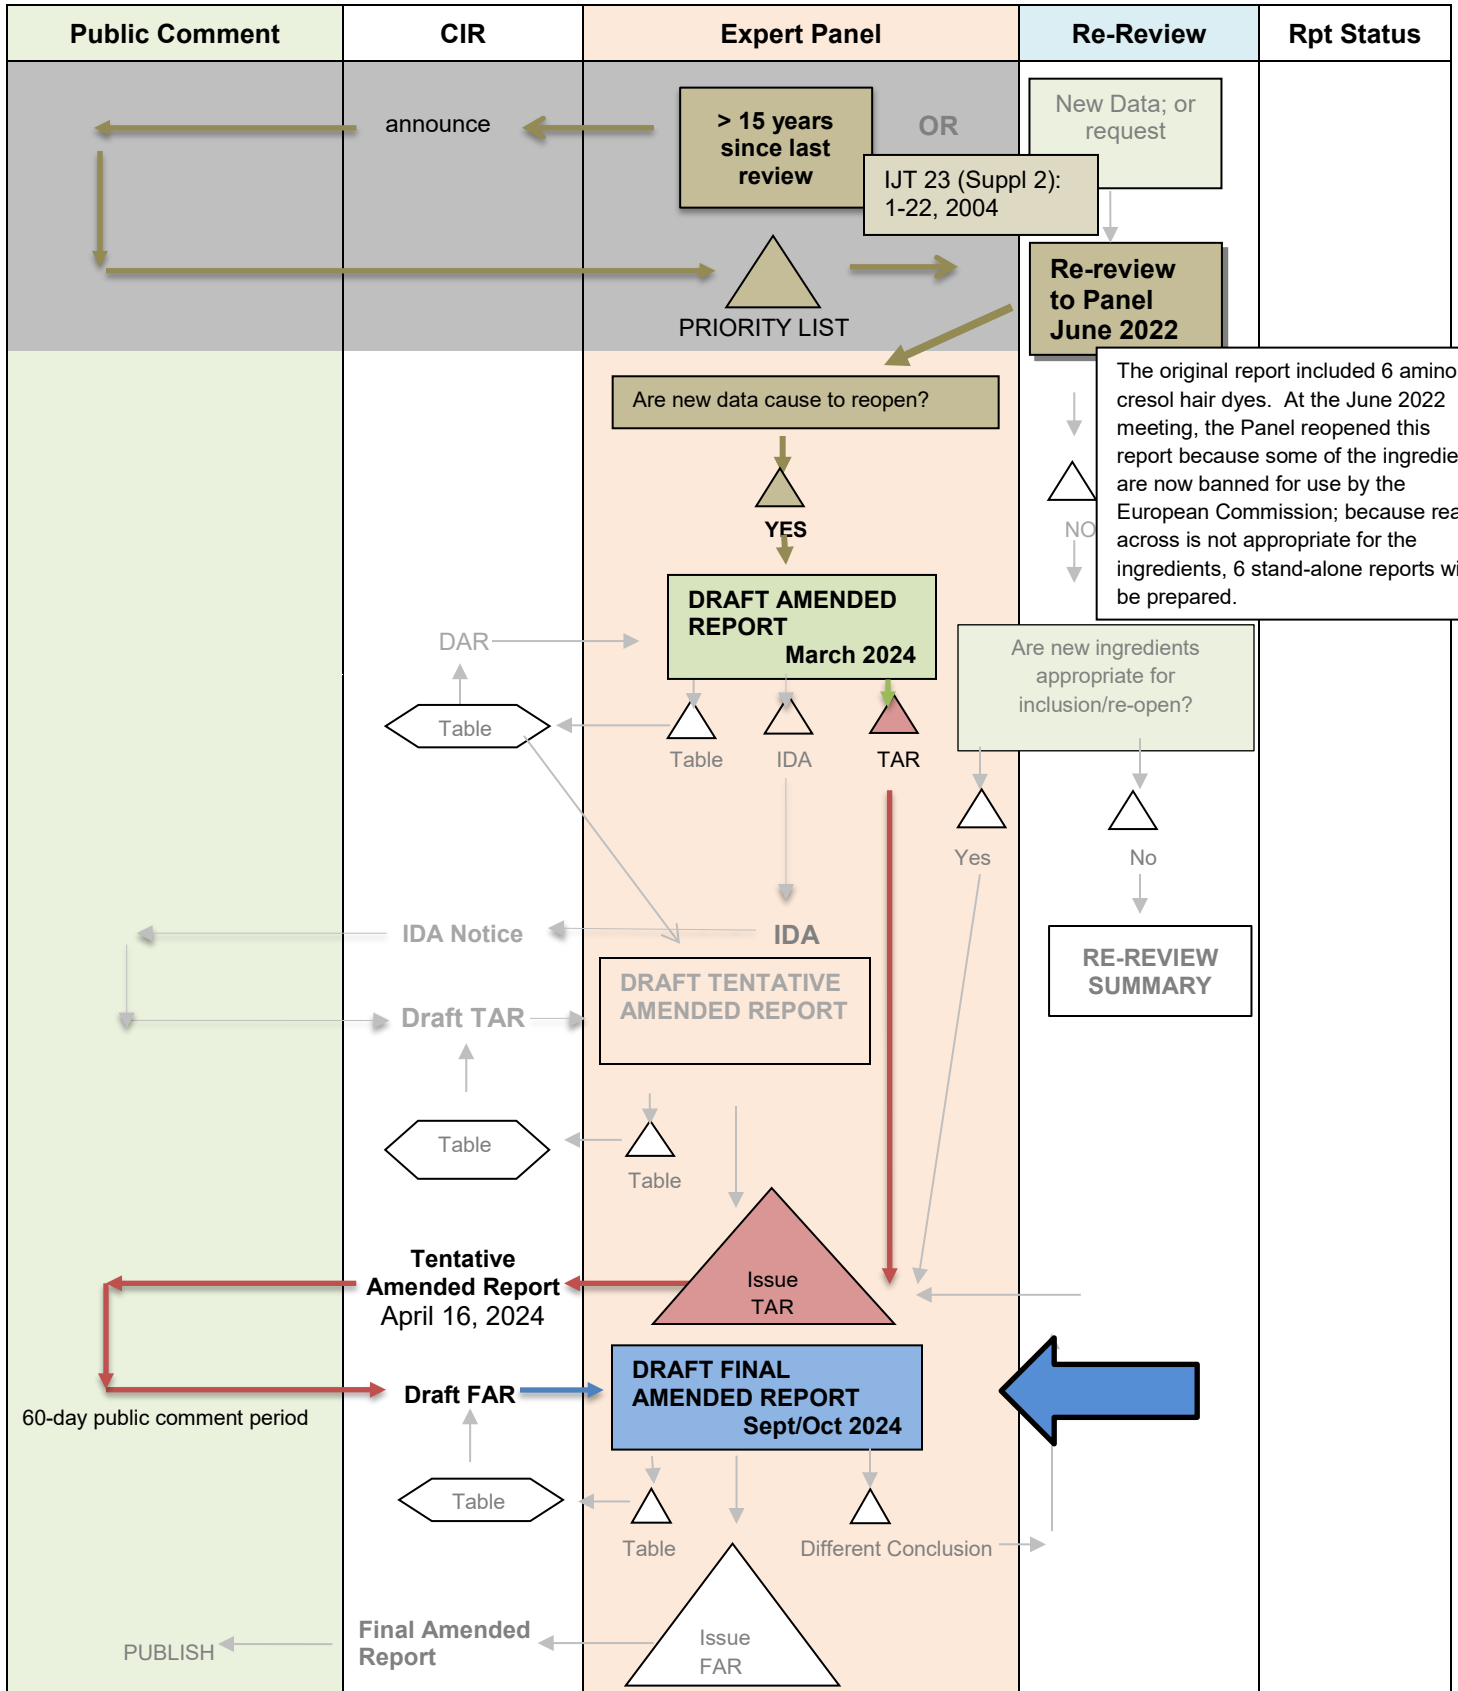 Public Comment
CIR
Expert Panel
Re-Review
Rpt Status
announce
> 15 years
since last
review
OR
New Data; or
request
IJT 23 (Suppl 2):
1-22, 2004
PRIORITY LIST
Re-review
to Panel
June 2022
The original report included 6 amino
cresol hair dyes. At the June 2022
meeting, the Panel reopened this
report because some of the
are now banned for use by the
European Commission; because
across is not appropriate for the
ingredients, 6 stand-alone reports
be prepared.
Are new data cause to reopen?
YES
NO
DRAFT AMENDED
REPORT
March 2024
DAR
Table
Table
IDA
TAR
Are new ingredients
appropriate for
inclusion/re-open?
Yes
No
IDA Notice
IDA
RE-REVIEW
SUMMARY
DRAFT TENTATIVE
AMENDED REPORT
Draft TAR
Table
Table
Tentative
Amended Report
April 16, 2024
Issue
TAR
DRAFT FINAL
AMENDED REPORT
Sept/Oct 2024
Draft FAR
60-day public comment period
Table
Table
Different Conclusion
Issue
FAR
Final Amended
Report
PUBLISH